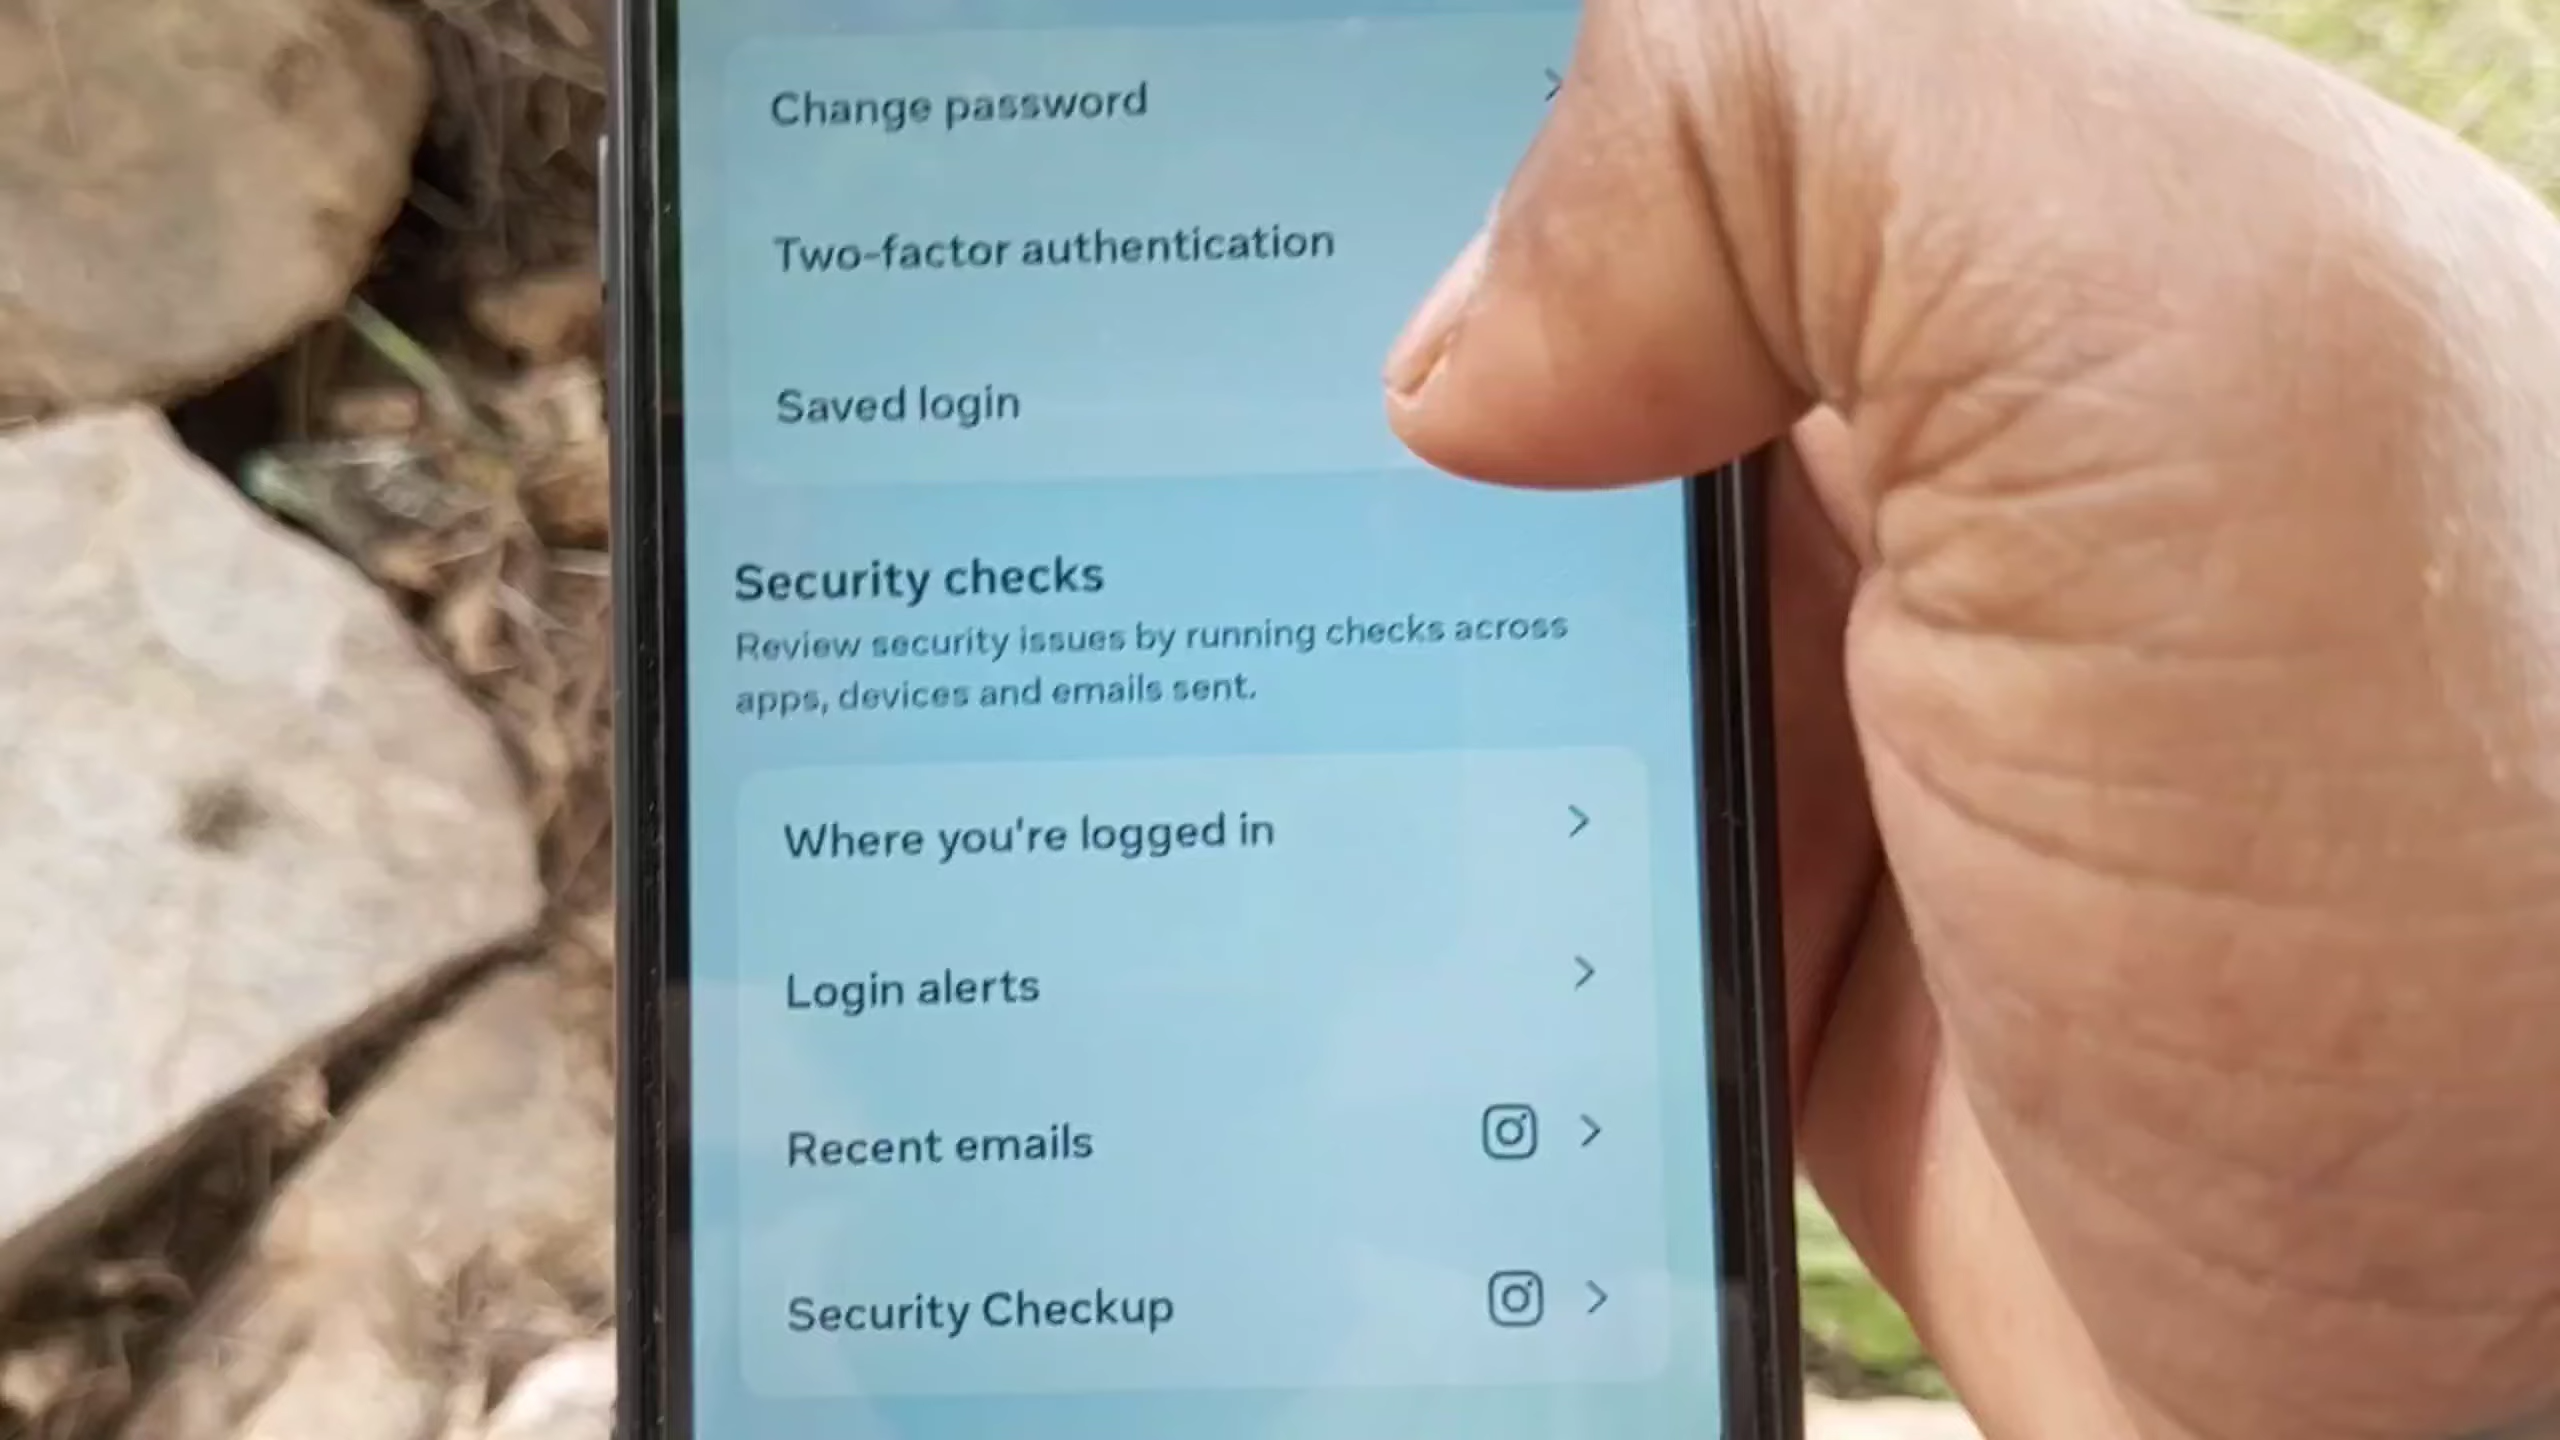 Change password
Two-factor authentication
Saved login
Security checks
Review security issues by running checks across
apps, devices and emails sent.
Where you're logged in
Login alerts
Recent emails
Security Checkup